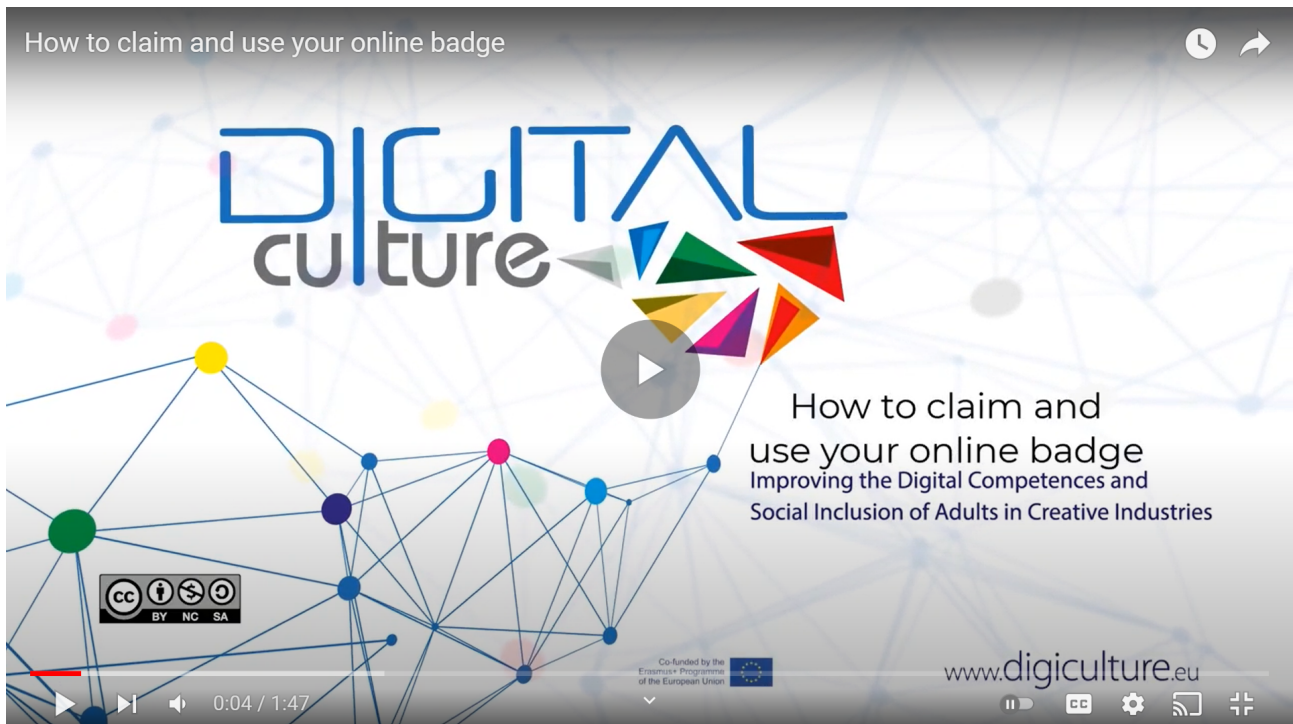 How to claim and use your online badge
DIGITAL
culture
How to claim and
use your online badge
Improving the Digital Competences and
Social Inclusion of Adults in Creative Industries
cc
BY NC SA
Co-funded by the
Erasmus+ Programme
of the European Union
www.digiculture.eu
0:04 / 1:47
CC